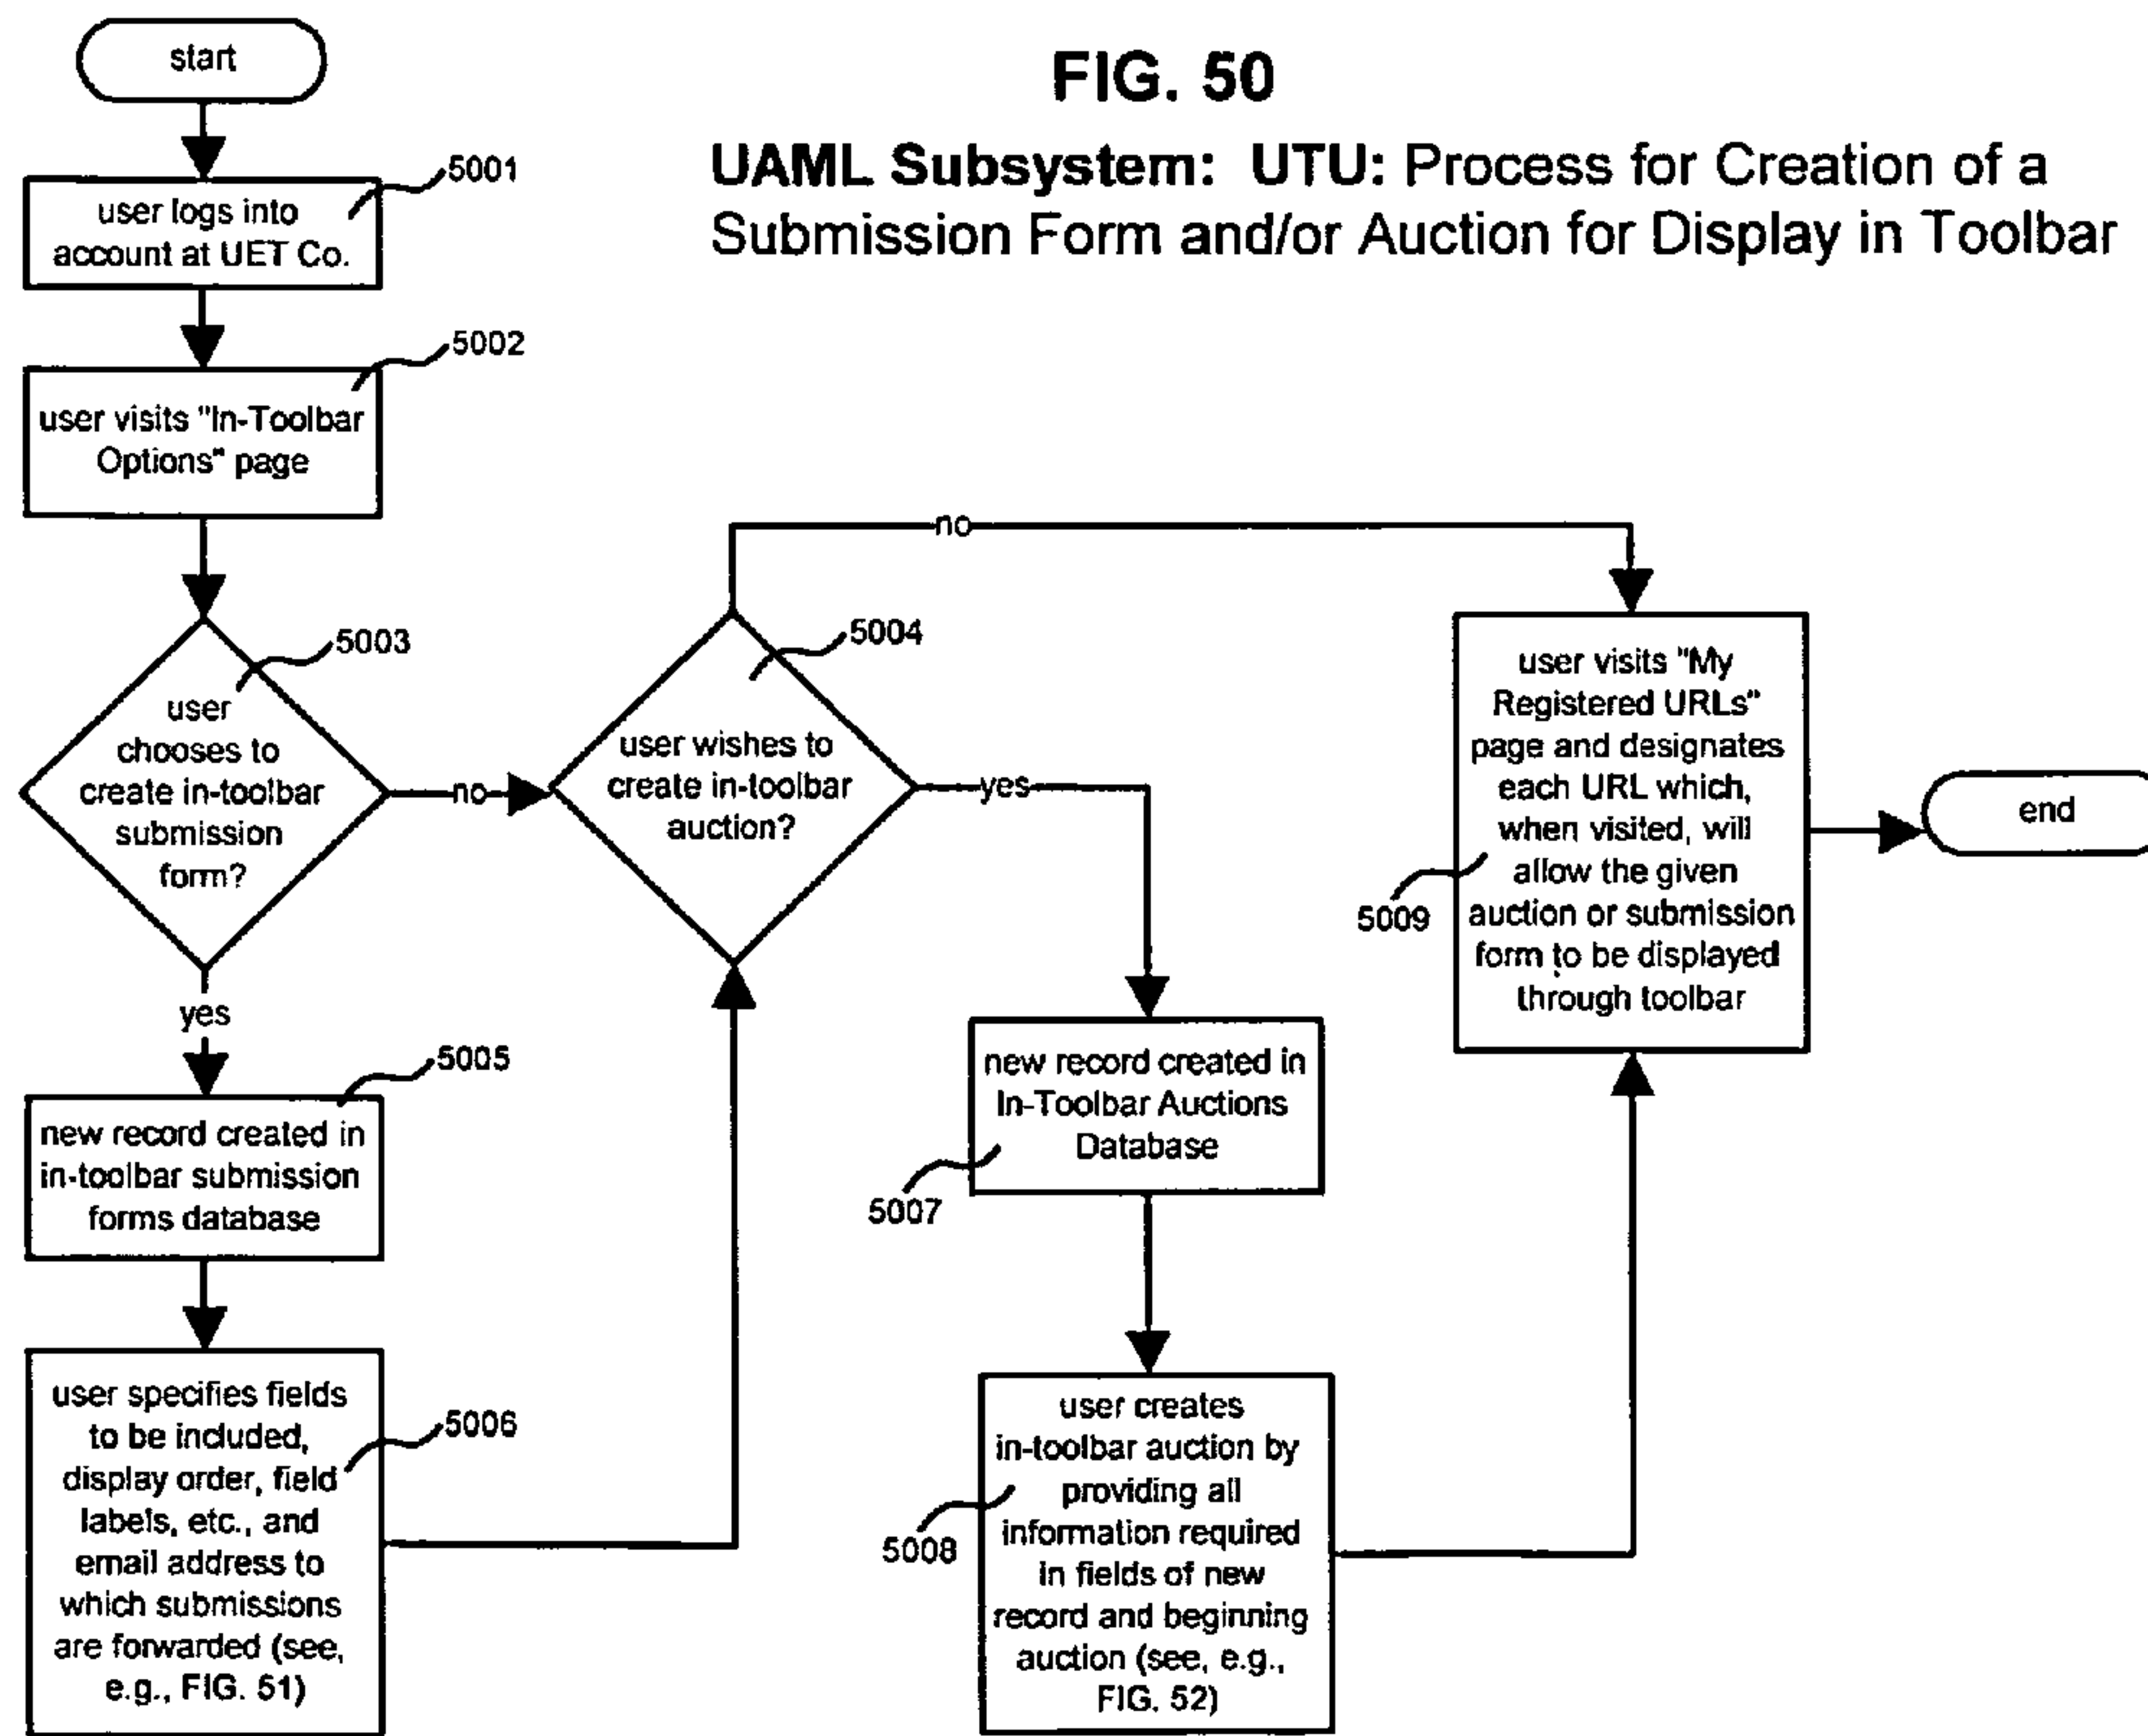 start
FIG. 50
UAML Subsystem: UTU: Process for Creation of a
Submission Form and/or Auction for Display in Toolbar
5001
user logs into
account at UET Co.
5002
user visits "In-Toolbar
Options" page
5003
user
chooses to
create in-toolbar
submission
form?
no
yes
5004
user wishes to
create in-toolbar
auction?
no
yes
5005
new record created in
in-toolbar submission
forms database
5006
user specifies fields
to be included,
display order, field
labels, etc., and
email address to
which submissions
are forwarded (see,
e.g., FIG. 51)
5007
new record created in
In-Toolbar Auctions
Database
5008
user creates
in-toolbar auction by
providing all
information required
in fields of new
record and beginning
auction (see, e.g.,
FIG. 52)
5009
user visits "My
Registered URLs"
page and designates
each URL which,
when visited, will
allow the given
auction or submission
form to be displayed
through toolbar
end